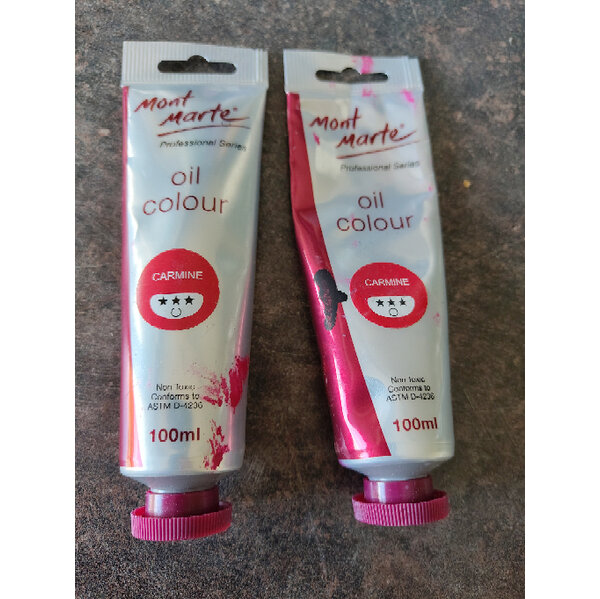 Mont
Marte®
Professional Series
oil
colour
CARMINE
Non Toxic
Conforms to
ASTM D-4236
100ml
Mont
Marte®
Professional Series
oil
colour
CARMINE
Non Toxic
Conforms to
ASTM D-4236
100ml